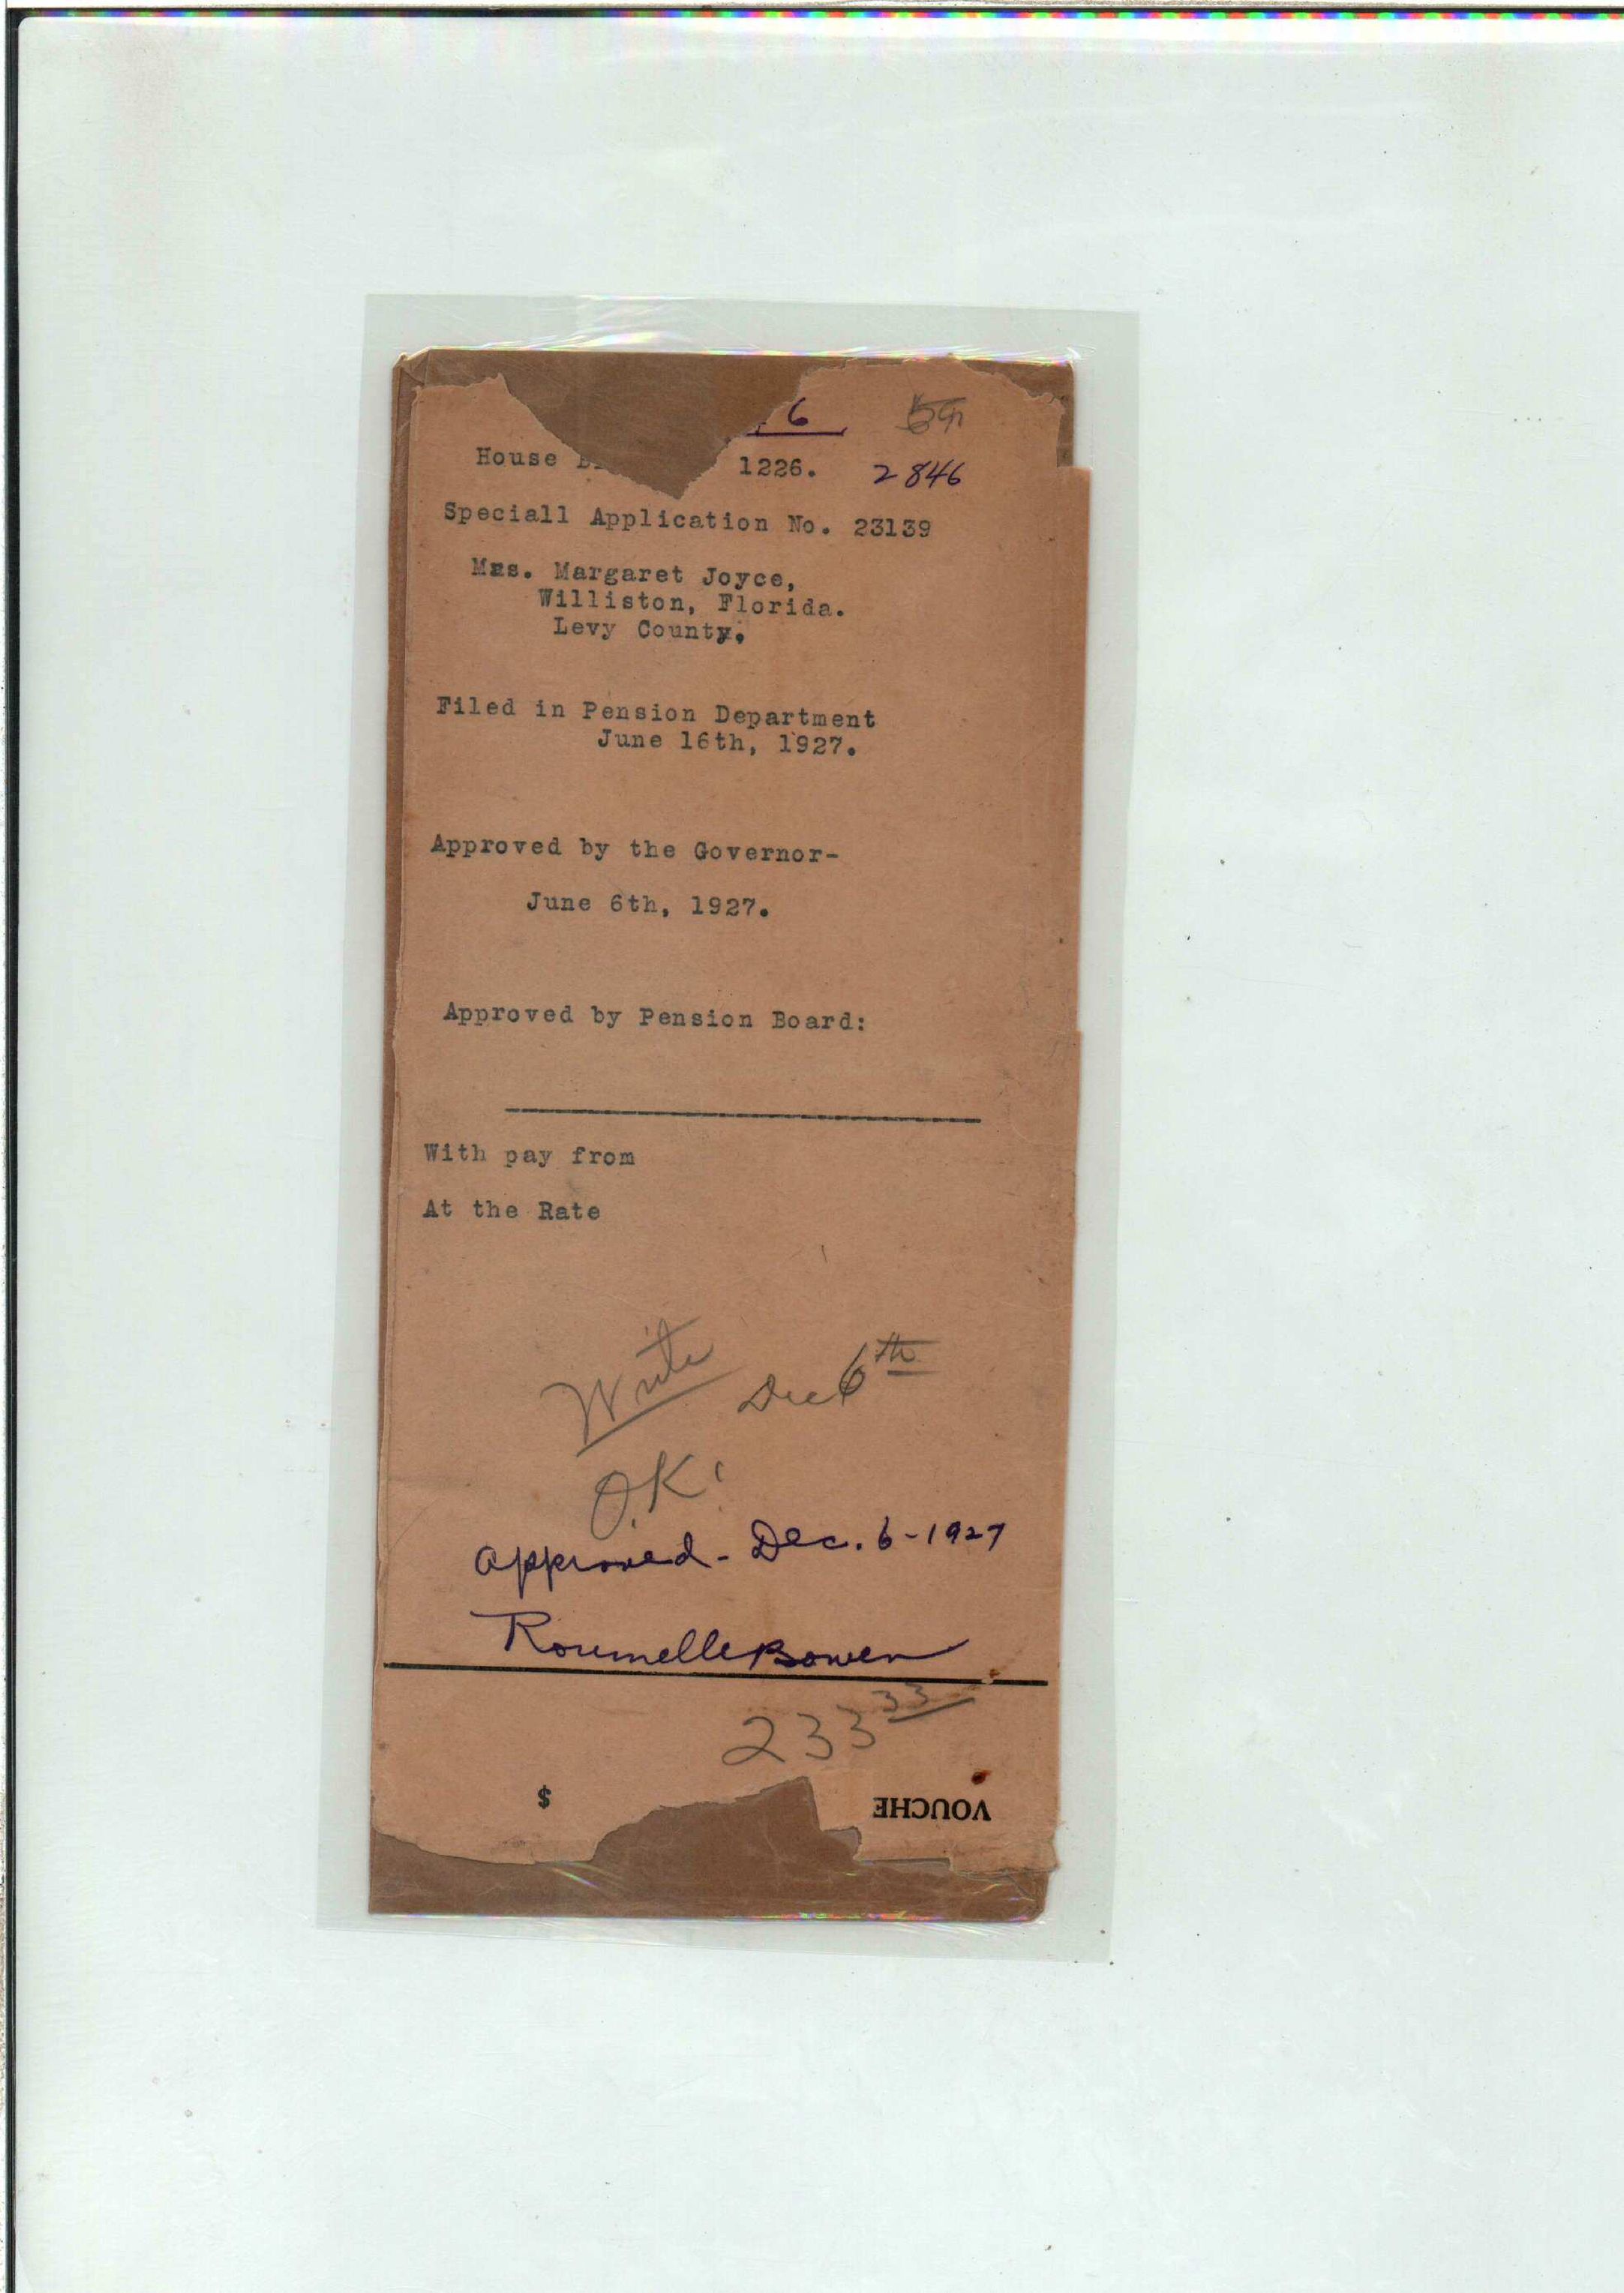 6
House 1226. 2846
Speciall Application No. 23139
Mrs. Margaret Joyce,
Williston, Florida.
Levy County.
Filed in Pension Department
June 16th, 1927.
Approved by the Governor-
June 6th, 1927.
Approved by Pension Board:
With pay from
At the Rate
Write Dec 6th
O.K!
Approved - Dec. 6-1927
Roumelle Bowen
233 33
$
VOUCHE